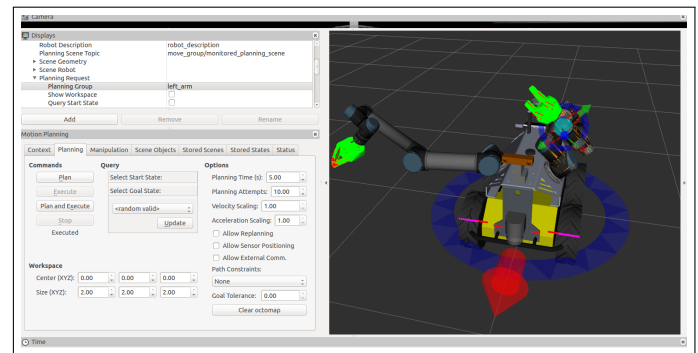 Camera
Displays
Robot Description robot_description
Planning Scene Topic move_group/monitored_planning_scene
Scene Geometry
Scene Robot
Planning Request
Planning Group left_arm
Show Workspace
Query Start State
Add Remove Rename
Motion Planning
Context Planning Manipulation Scene Objects Stored Scenes Stored States Status
Commands Query Options
Plan Select Start State: Planning Time (s): 5.00
Execute Select Goal State: Planning Attempts: 10.00
Plan and Execute <random valid> Velocity Scaling: 1.00
Stop Update Acceleration Scaling: 1.00
Executed Allow Replanning
Allow Sensor Positioning
Allow External Comm.
Workspace Path Constraints:
Center (XYZ): 0.00 0.00 0.00 None
Size (XYZ): 2.00 2.00 2.00 Goal Tolerance: 0.00
Clear octomap
Time